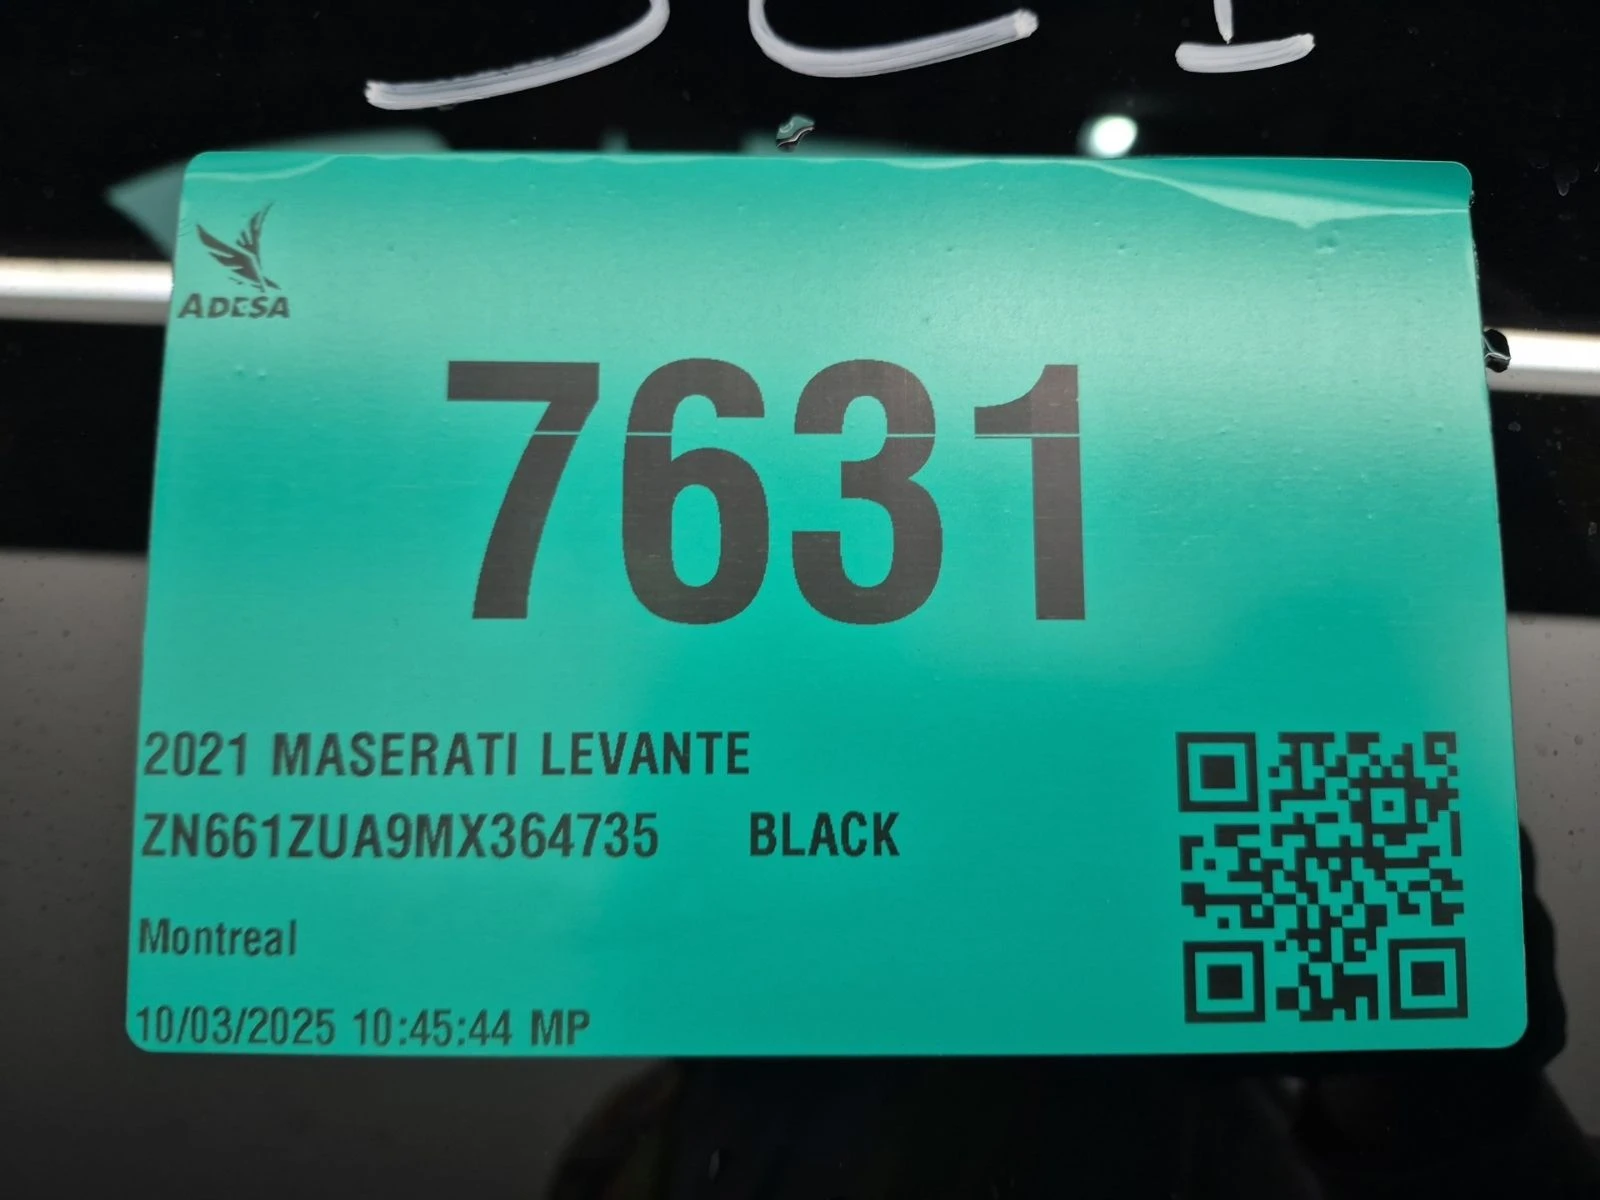 ADESA
7631
2021 MASERATI LEVANTE
ZN661ZUA9MX364735 BLACK
Montreal
10/03/2025 10:45:44 MP